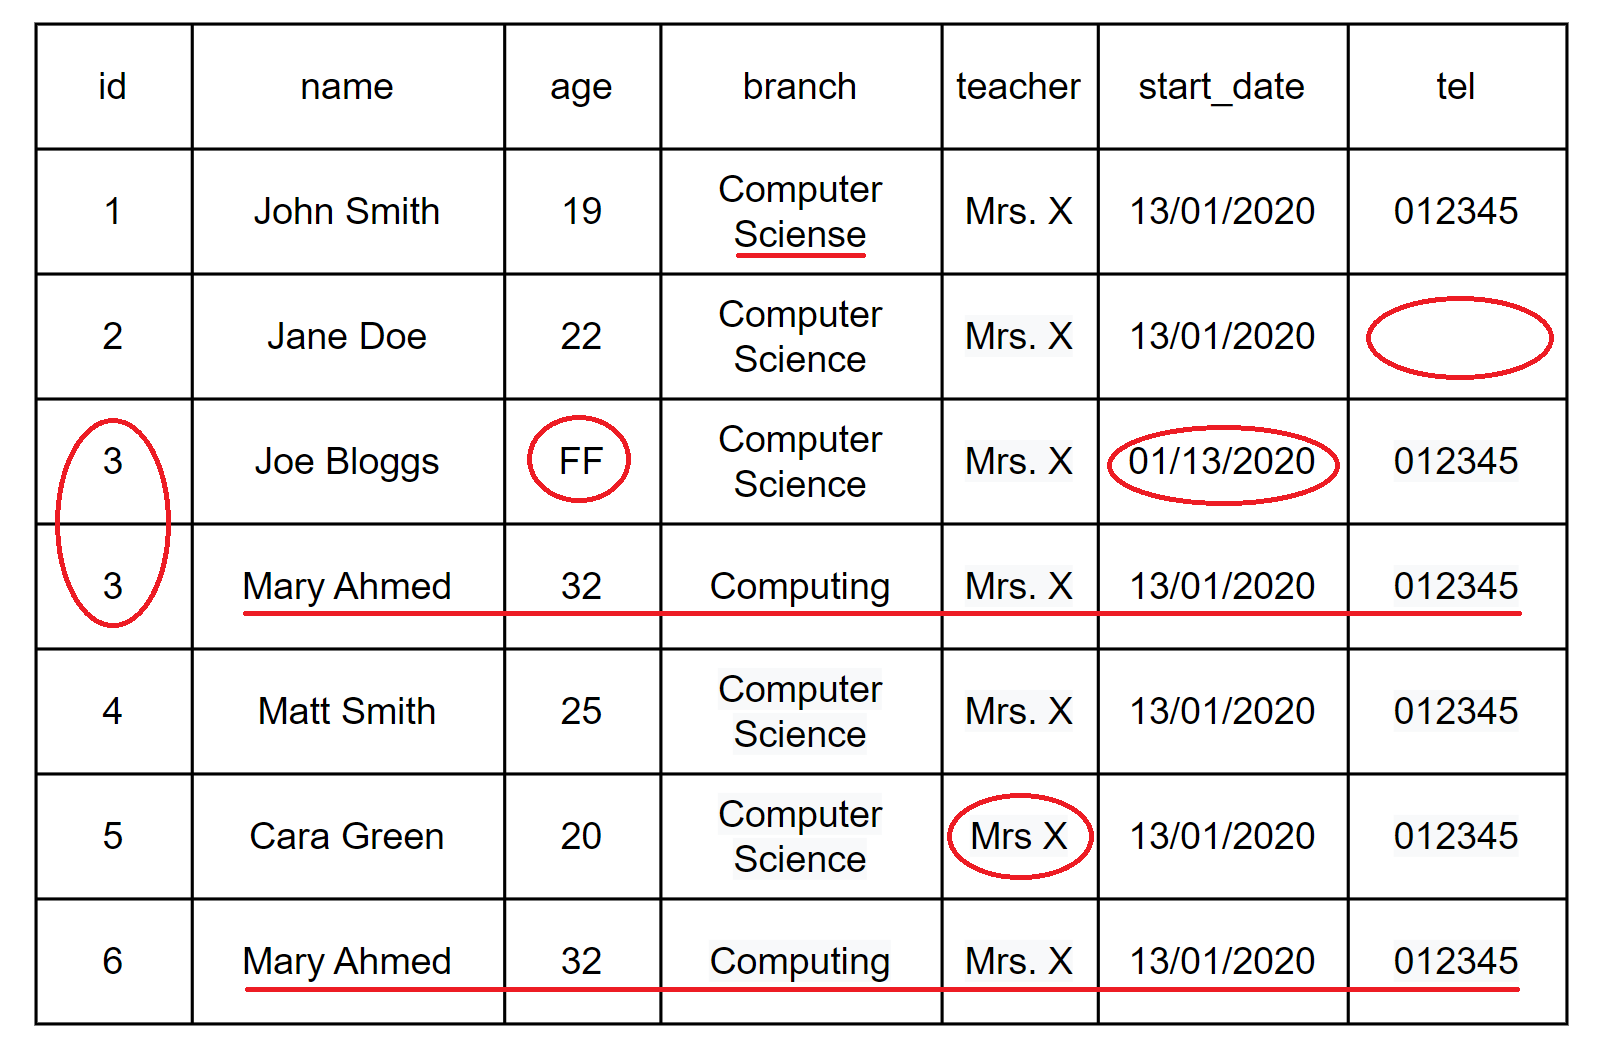 id name age branch teacher start_date tel
1 John Smith 19 Computer Sciense Mrs. X 13/01/2020 012345
2 Jane Doe 22 Computer Science Mrs. X 13/01/2020
3 Joe Bloggs FF Computer Science Mrs. X 01/13/2020 012345
3 Mary Ahmed 32 Computing Mrs. X 13/01/2020 012345
4 Matt Smith 25 Computer Science Mrs. X 13/01/2020 012345
5 Cara Green 20 Computer Science Mrs X 13/01/2020 012345
6 Mary Ahmed 32 Computing Mrs. X 13/01/2020 012345